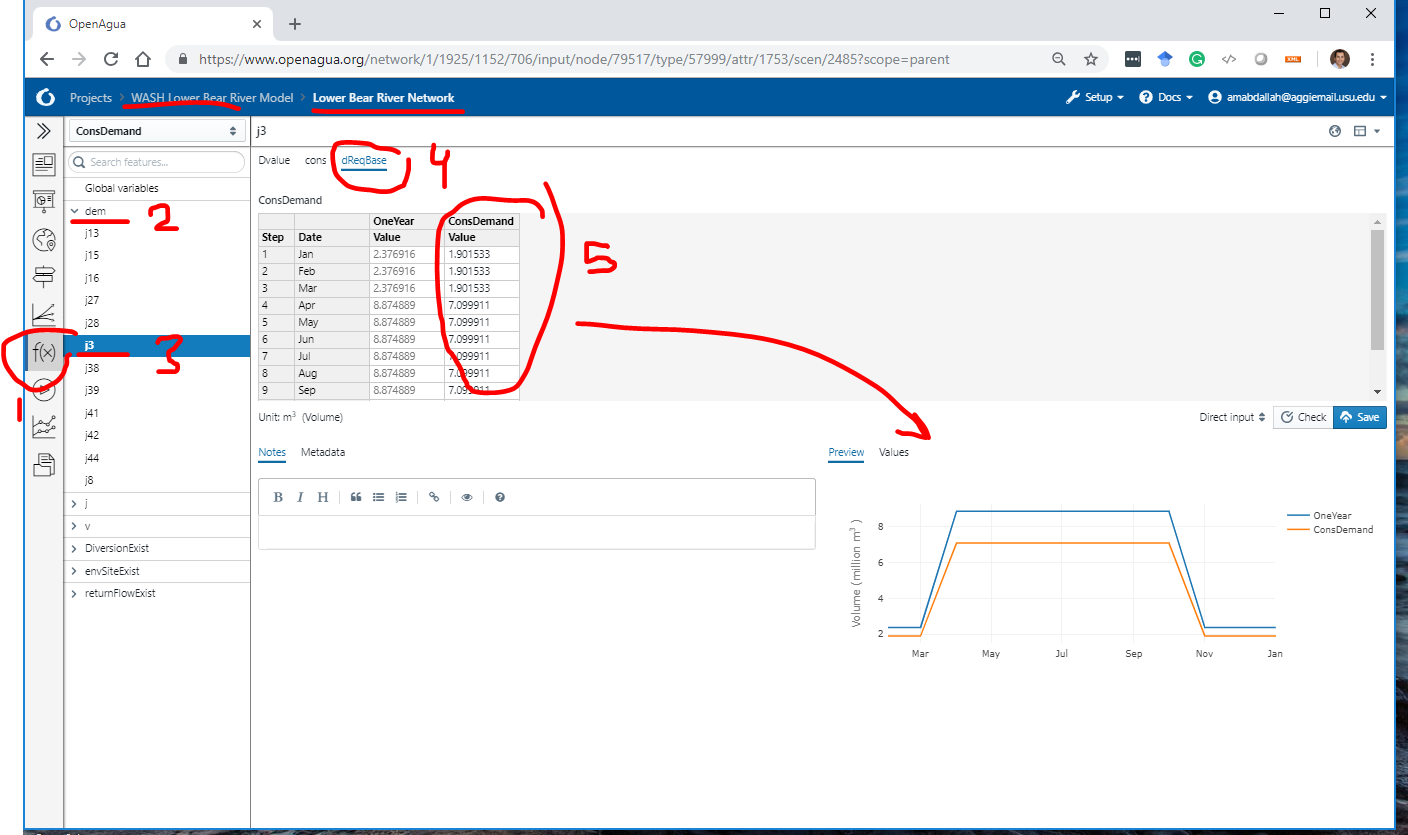 OpenAgua
https://www.openagua.org/network/1/1925/1152/706/input/node/79517/type/57999/attr/1753/scen/2485?scope=parent
Projects > WASH Lower Bear River Model > Lower Bear River Network
Setup Docs amabdallah@aggiemail.usu.edu
ConsDemand
j3
Search features...
Dvalue cons dReqBase 4
Global variables
ConsDemand
dem 2
j13
j15
j16
j27
j28
j3 3
j38
j39
j41
j42
j44
j8
j
v
DiversionExist
envSiteExist
returnFlowExist
f(x)
1
OneYear ConsDemand
Step Date Value Value
1 Jan 2.376916 1.901533
2 Feb 2.376916 1.901533
3 Mar 2.376916 1.901533
4 Apr 8.874889 7.099911
5 May 8.874889 7.099911
6 Jun 8.874889 7.099911
7 Jul 8.874889 7.099911
8 Aug 8.874889 7.099911
9 Sep 8.874889 7.099911
5
Unit: m³ (Volume)
Direct input Check Save
Notes Metadata
Preview Values
B I H
Volume (million m³)
8
6
4
2
Mar May Jul Sep Nov Jan
OneYear
ConsDemand